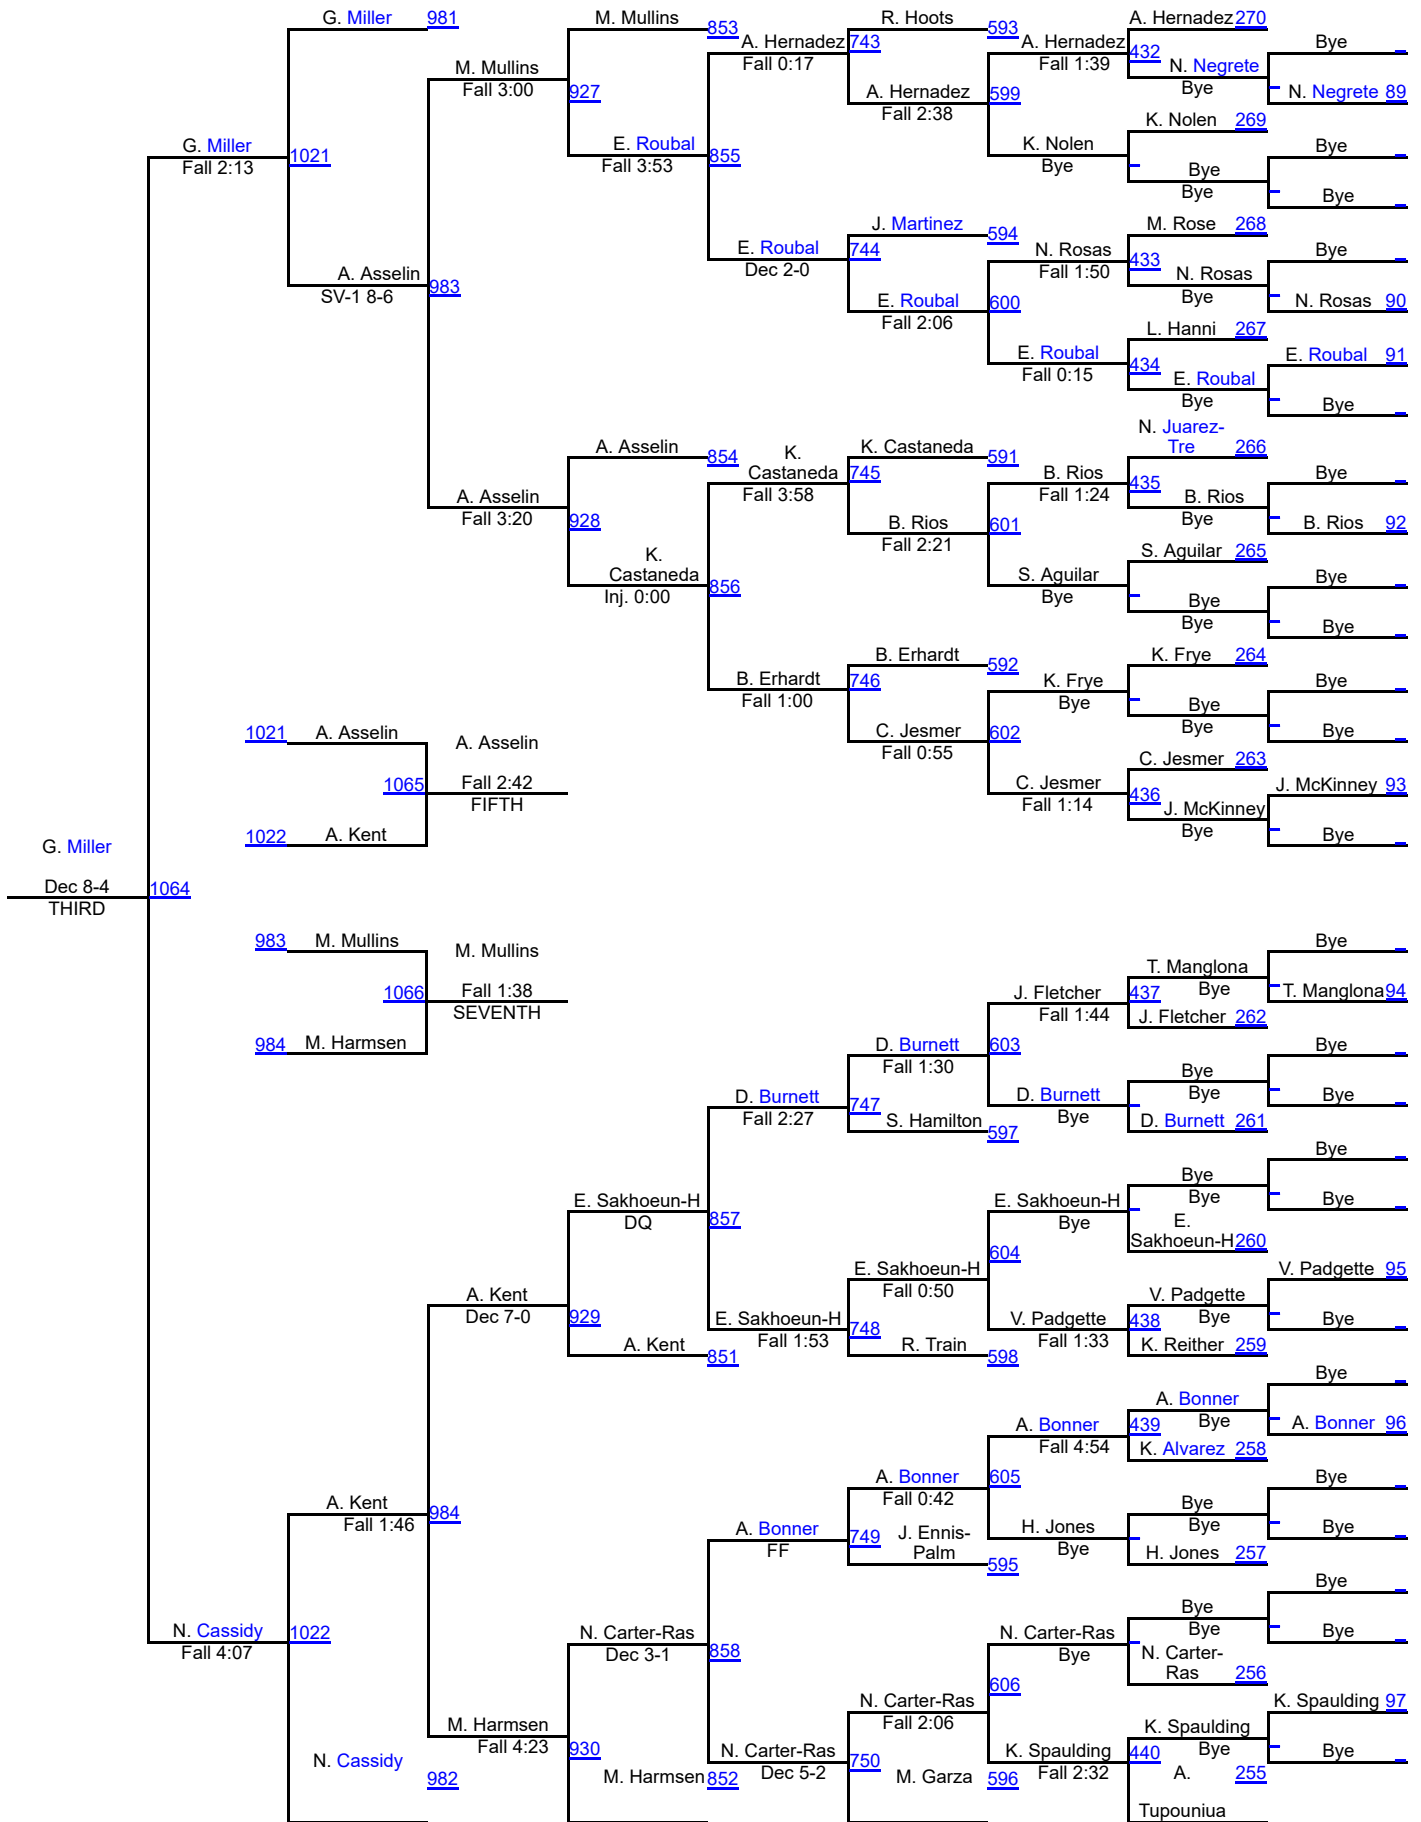 G. Miller 981
M. Mullins 853
R. Hoots 593
A. Hernadez 270
A. Hernadez 743
A. Hernadez 432
Bye
Fall 0:17
Fall 1:39
M. Mullins
N. Negrete
Fall 3:00 927
A. Hernadez 599
Bye
N. Negrete 89
Fall 2:38
K. Nolen 269
G. Miller 1021
E. Roubal 855
K. Nolen
Bye
Fall 2:13
Fall 3:53
Bye
Bye
Bye
Bye
J. Martinez 594
M. Rose 268
E. Roubal 744
N. Rosas 433
Bye
Dec 2-0
Fall 1:50
A. Asselin 983
N. Rosas
SV-1 8-6
Bye
E. Roubal 600
N. Rosas 90
Fall 2:06
L. Hanni 267
E. Roubal 434
E. Roubal 91
Fall 0:15
E. Roubal
Bye
Bye
N. Juarez-
Tre 266
A. Asselin 854
K.
Castaneda 745
K. Castaneda 591
Fall 3:58
B. Rios 435
Bye
Fall 1:24
A. Asselin
B. Rios
Fall 3:20 928
Bye
B. Rios 601
B. Rios 92
Fall 2:21
K.
Castaneda 856
S. Aguilar 265
Inj. 0:00
S. Aguilar
Bye
Bye
Bye
Bye
Bye
B. Erhardt 592
K. Frye 264
B. Erhardt 746
K. Frye
Bye
Fall 1:00
Bye
Bye
Bye
Bye
1021 A. Asselin
A. Asselin
C. Jesmer 602
Fall 0:55
C. Jesmer 263
1065 Fall 2:42
FIFTH
C. Jesmer 436
J. McKinney 93
Fall 1:14
J. McKinney
Bye
1022 A. Kent
Bye
G. Miller
Dec 8-4 1064
THIRD
983 M. Mullins
M. Mullins
Bye
T. Manglona
1066 Fall 1:38
SEVENTH
J. Fletcher 437
Bye
T. Manglona 94
Fall 1:44
J. Fletcher 262
984 M. Harmsen
D. Burnett 603
Bye
Fall 1:30
Bye
Bye
D. Burnett 747
D. Burnett
Bye
Fall 2:27
Bye
S. Hamilton 597
D. Burnett 261
Bye
Bye
E. Sakhoeun-H 857
E. Sakhoeun-H
Bye
Bye
DQ
Bye
E.
Sakhoeun-H 260
604
E. Sakhoeun-H
V. Padgette 95
Fall 0:50
A. Kent
V. Padgette
Dec 7-0 929
E. Sakhoeun-H 748
V. Padgette 438
Bye
Bye
Fall 1:53
Fall 1:33
A. Kent 851
R. Train 598
K. Reither 259
Bye
A. Bonner
A. Bonner 439
Bye
A. Bonner 96
Fall 4:54
K. Alvarez 258
A. Bonner 605
Bye
Fall 0:42
A. Kent 984
Bye
Fall 1:46
A. Bonner 749
J. Ennis-
Palm 595
H. Jones
Bye
Bye
FF
Bye
H. Jones 257
Bye
Bye
N. Cassidy 1022
N. Carter-Ras 858
N. Carter-Ras
Bye
Bye
Fall 4:07
Dec 3-1
Bye
N. Carter-
Ras 256
606
N. Carter-Ras
K. Spaulding 97
Fall 2:06
M. Harmsen
K. Spaulding
Fall 4:23 930
N. Carter-Ras 750
K. Spaulding 440
Bye
Bye
N. Cassidy 982
M. Harmsen 852
Dec 5-2
M. Garza 596
Fall 2:32
A. 255
Tupouniua